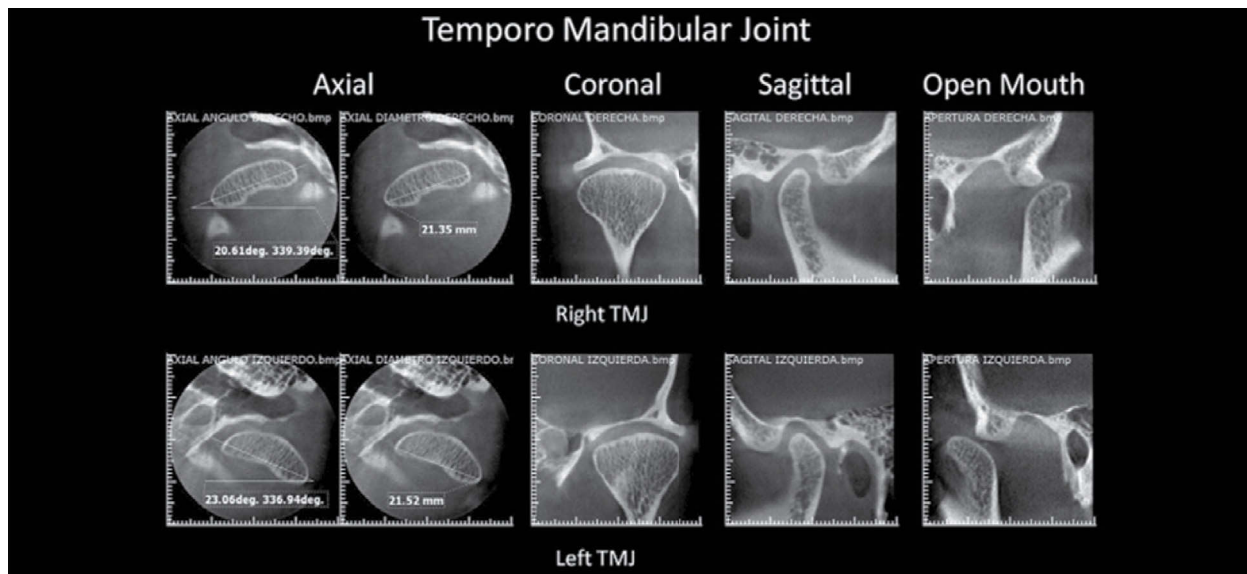 Temporo Mandibular Joint
Axial Coronal Sagittal Open Mouth
AXIAL ANGULO DERECHO.bmp AXIAL DIAMETRO DERECHO.bmp CORONAL DERECHA.bmp SAGITAL DERECHA.bmp APERTURA DERECHA.bmp
21.35 mm
20.61deg. 339.39deg.
Right TMJ
AXIAL ANGULO IZQUIERDO.bmp AXIAL DIAMETRO IZQUIERDO.br CORONAL IZQUIERDA.bmp SAGITAL IZQUIERDA.bmp APERTURA IZQUIERDA.bmp
23.06deg. 336.94deg. 21.52 mm
Left TMJ